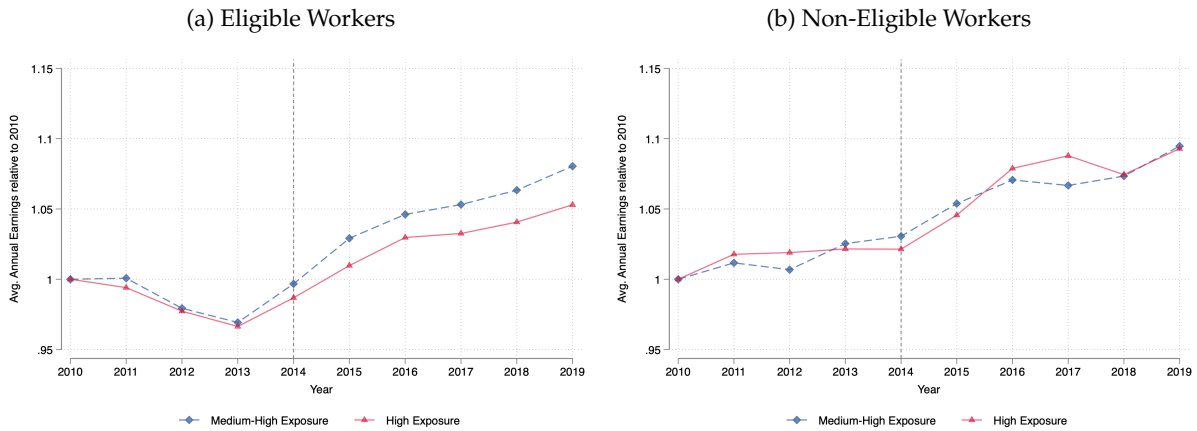 (a) Eligible Workers
Avg. Annual Earnings relative to 2010
1.15
1.1
1.05
1
.95
2010 2011 2012 2013 2014 2015 2016 2017 2018 2019
Year
Medium-High Exposure High Exposure
(b) Non-Eligible Workers
Avg. Annual Earnings relative to 2010
1.15
1.1
1.05
1
.95
2010 2011 2012 2013 2014 2015 2016 2017 2018 2019
Year
Medium-High Exposure High Exposure